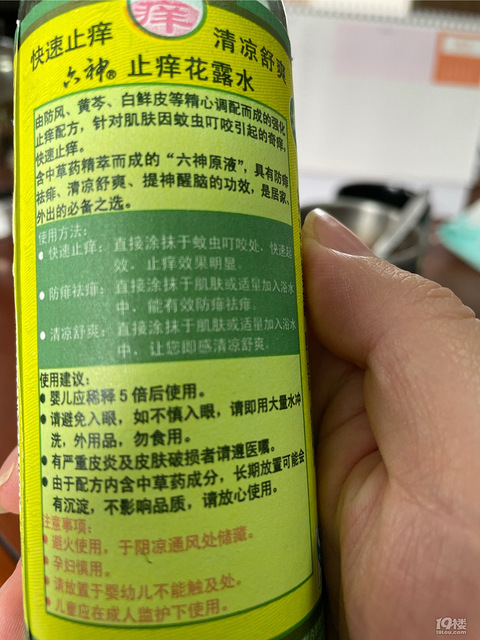 痒
快速止痒
清凉舒爽
六神® 止痒花露水
由防风、黄芩、白鲜皮等精心调配而成的强化
止痒配方，针对肌肤因蚊虫叮咬引起的奇痒，
快速止痒。
含中草药精萃而成的“六神原液”，具有防痱
祛痱、清凉舒爽、提神醒脑的功效，是居家、
外出的必备之选。
使用方法：
● 快速止痒：直接涂抹于蚊虫叮咬处，快速起
效，止痒效果明显。
● 防痱祛痱：直接涂抹于肌肤或适量加入浴水
中，能有效防痱祛痱。
● 清凉舒爽：直接涂抹于肌肤或适量加入浴水
中，让您即感清凉舒爽。
使用建议：
● 婴儿应稀释5倍后使用。
● 请避免入眼，如不慎入眼，请即用大量水冲
洗，外用品，勿食用。
● 有严重皮炎及皮肤破损者请遵医嘱。
● 由于配方内含中草药成分，长期放置可能会
有沉淀，不影响品质，请放心使用。
注意事项：
● 避火使用，于阴凉通风处储藏。
● 孕妇慎用。
● 请放置于婴幼儿不能触及处。
● 儿童应在成人监护下使用。
19楼
19lou.com